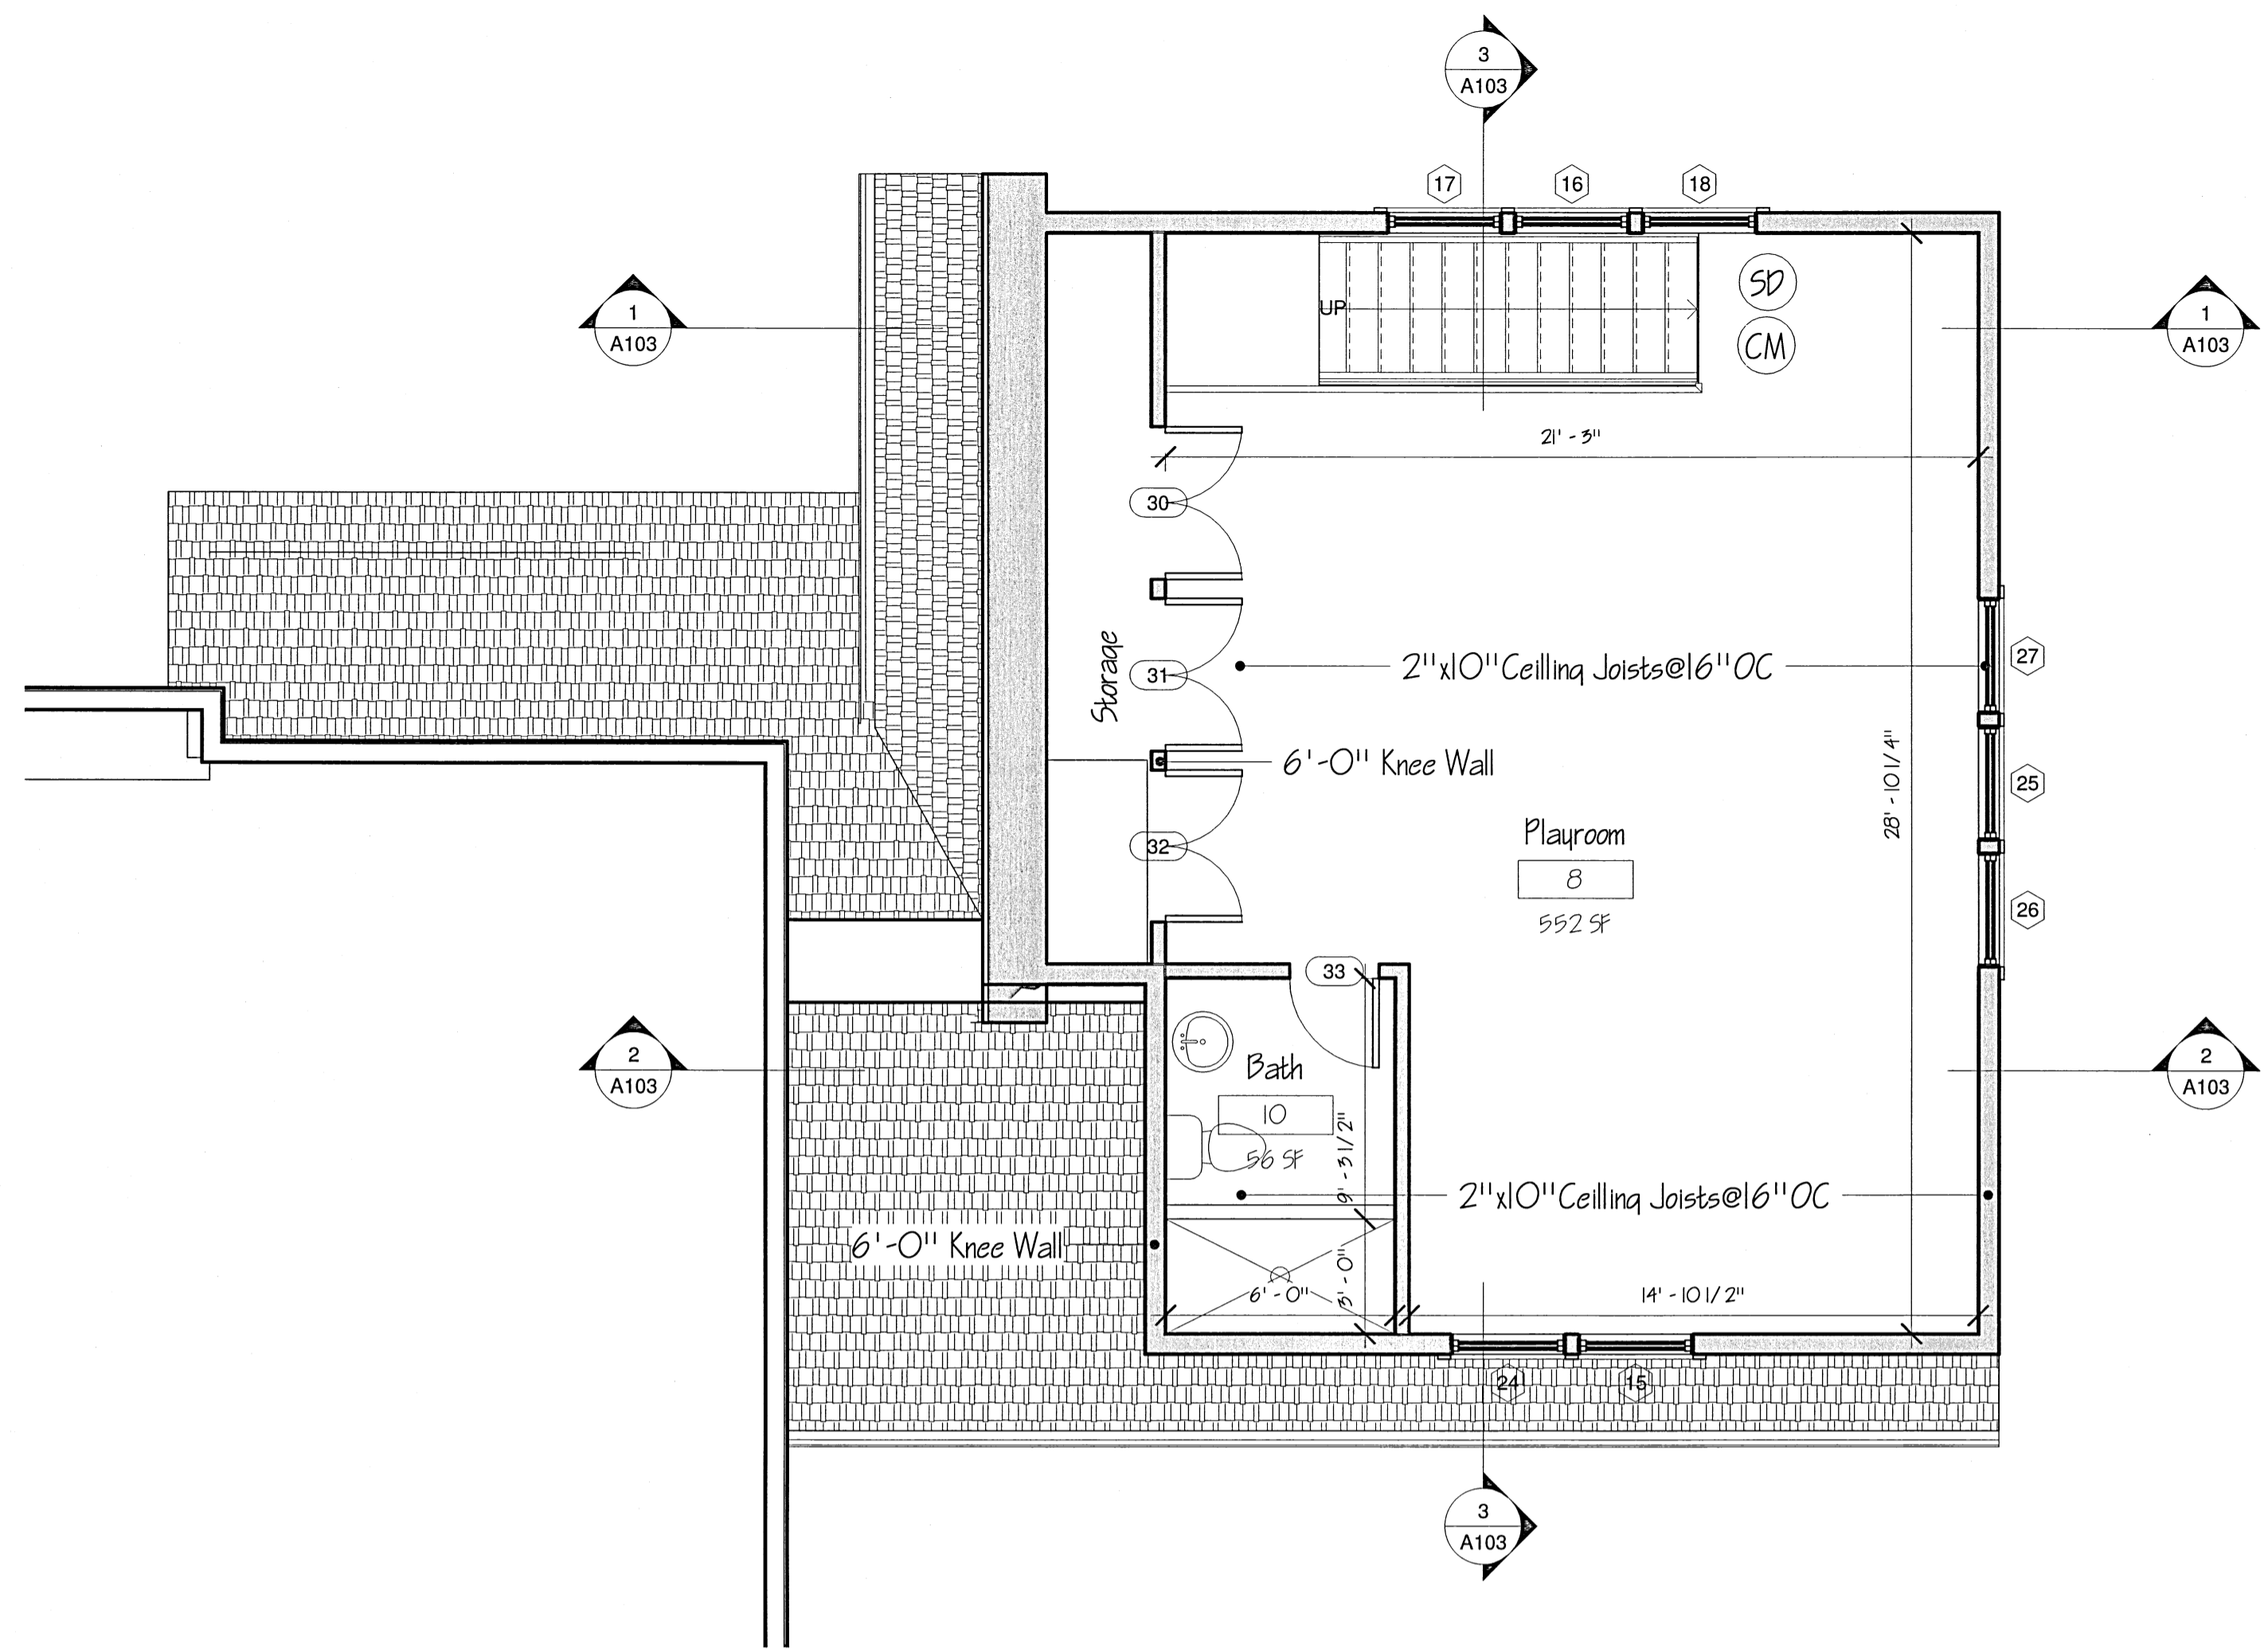 3
A103
17
16
18
1
A103
UP
SD
CM
1
A103
21' - 3"
30
31
Storage
2"x10"Ceilling Joists@16"OC
27
6'-0" Knee Wall
28' - 10 1/4"
25
32
Playroom
8
552 SF
26
33
2
A103
Bath
10
56 SF
9' - 3 1/2"
2
A103
2"x10"Ceilling Joists@16"OC
6'-0" Knee Wall
6' - 0"
3' - 0"
14' - 10 1/2"
24
15
3
A103